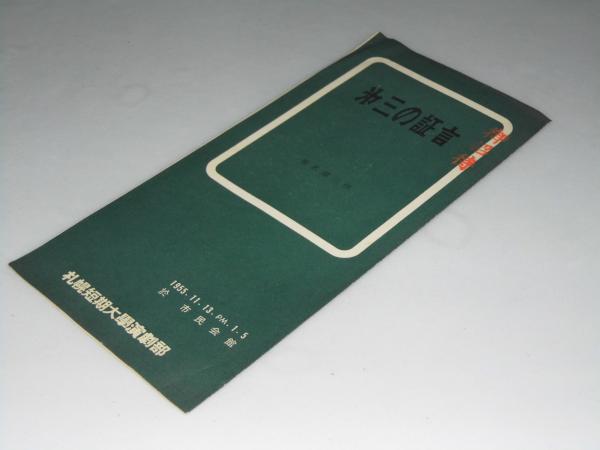 第三の証言
1955.11.13.PM.1.5
於 市民会館
札幌短期大學演劇部